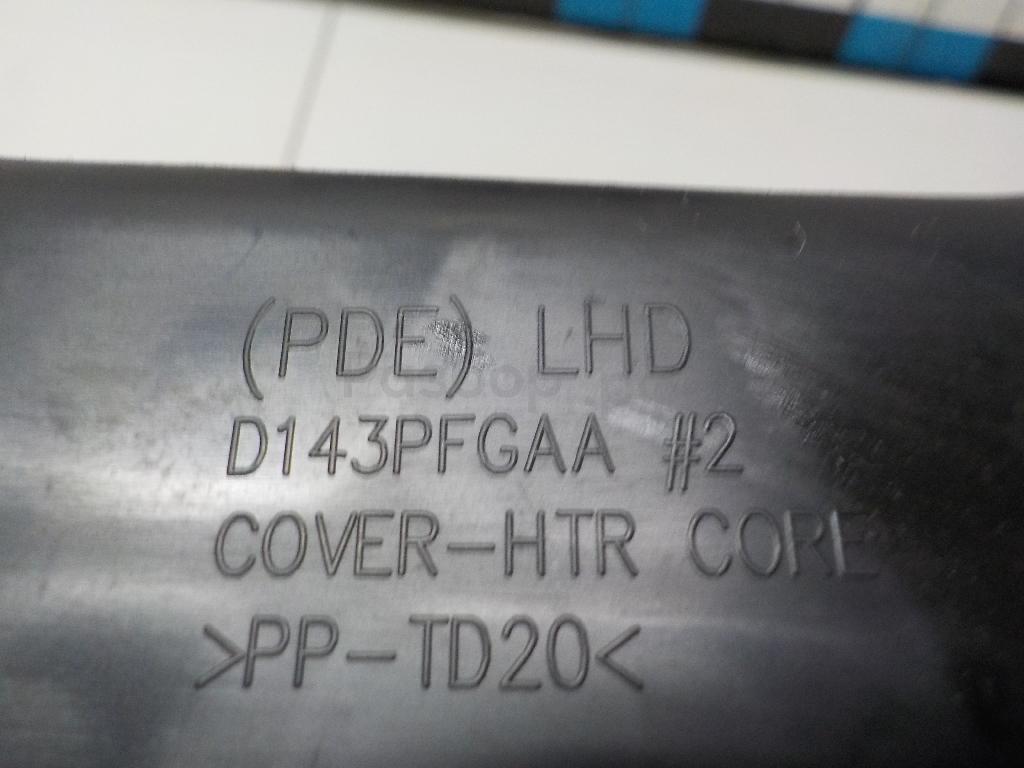 (PDE) LHD
D143PFGAA #2
COVER-HTR CORE
>PP-TD20<